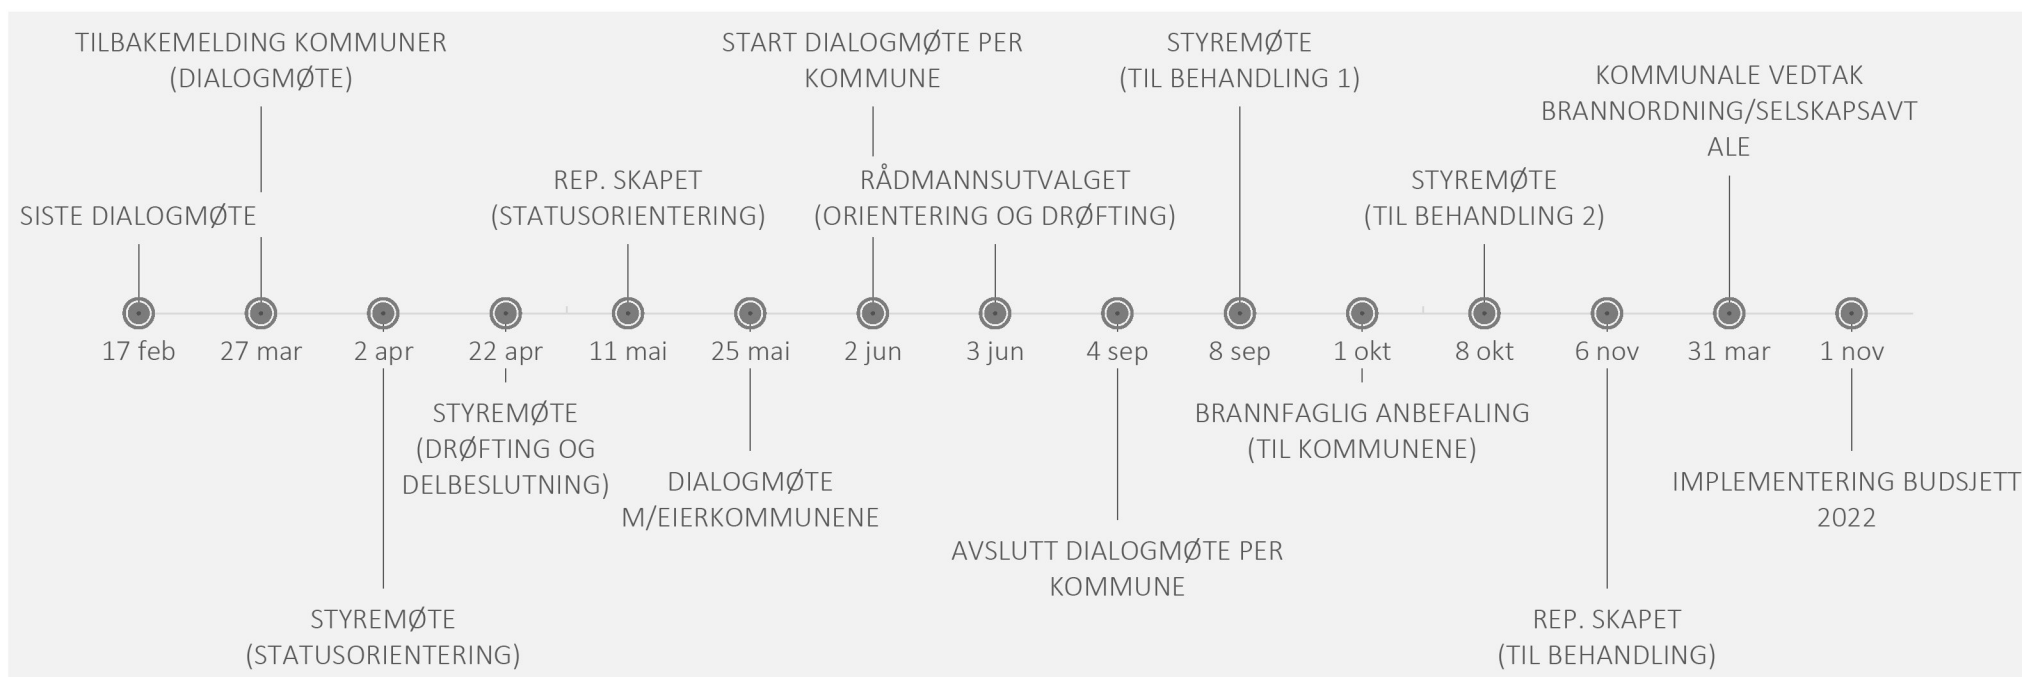 TILBAKEMELDING KOMMUNER
(DIALOGMØTE)
START DIALOGMØTE PER
KOMMUNE
STYREMØTE
(TIL BEHANDLING 1)
KOMMUNALE VEDTAK
BRANNORDNING/SELSKAPSAVT
ALE
SISTE DIALOGMØTE
REP. SKAPET
(STATUSORIENTERING)
RÅDMANNSUTVALGET
(ORIENTERING OG DRØFTING)
STYREMØTE
(TIL BEHANDLING 2)
17 feb
27 mar
2 apr
22 apr
11 mai
25 mai
2 jun
3 jun
4 sep
8 sep
1 okt
8 okt
6 nov
31 mar
1 nov
STYREMØTE
(DRØFTING OG
DELBESLUTNING)
BRANNFAGLIG ANBEFALING
(TIL KOMMUNENE)
DIALOGMØTE
M/EIERKOMMUNENE
IMPLEMENTERING BUDSJETT
2022
AVSLUTT DIALOGMØTE PER
KOMMUNE
STYREMØTE
(STATUSORIENTERING)
REP. SKAPET
(TIL BEHANDLING)